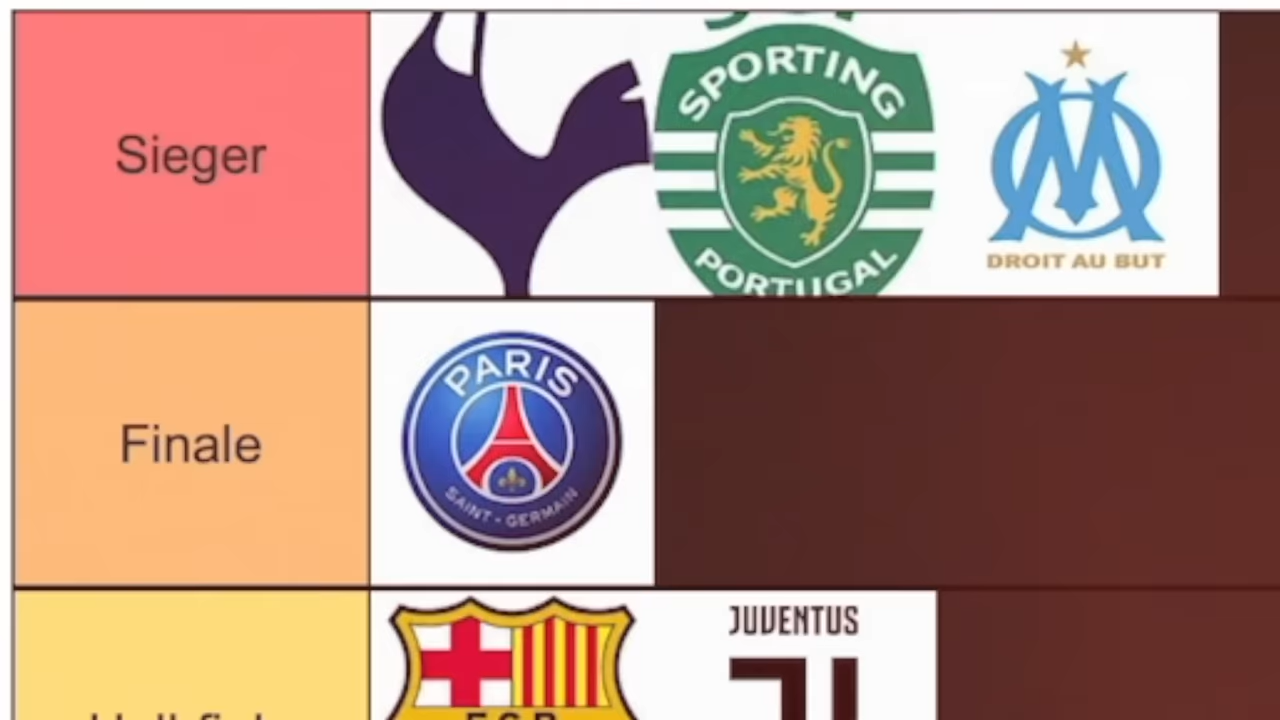 Sieger
SPORTING
PORTUGAL
DROIT AU BUT
Finale
PARIS
SAINT-GERMAIN
JUVENTUS